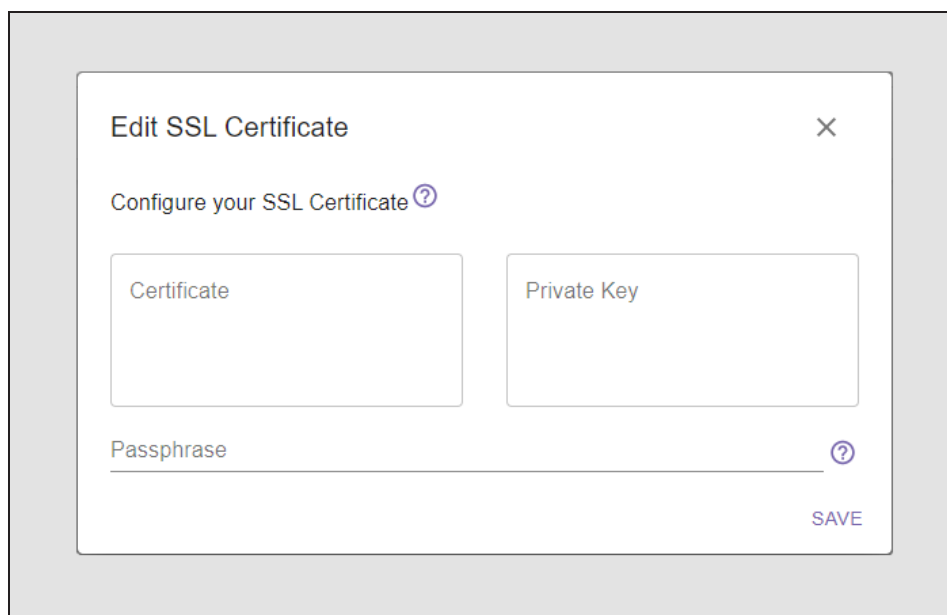 Edit SSL Certificate
Configure your SSL Certificate
Certificate
Private Key
Passphrase
SAVE